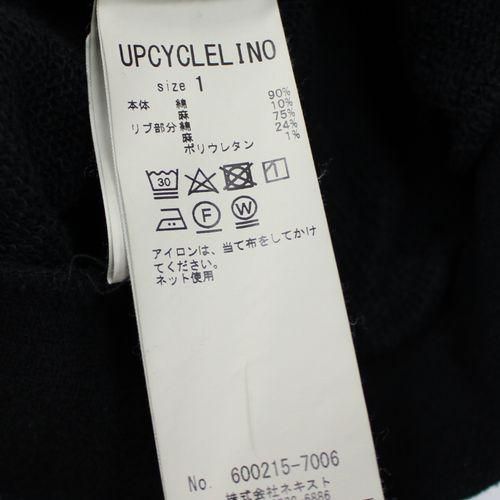 UPCYCLELINO
size 1
本体 綿 90%
麻 10%
リブ部分 綿 75%
麻 24%
ポリウレタン 1%
30
F W
アイロンは、当て布をしてかけ
てください。
ネット使用
No. 600215-7006
株式会社ネキスト